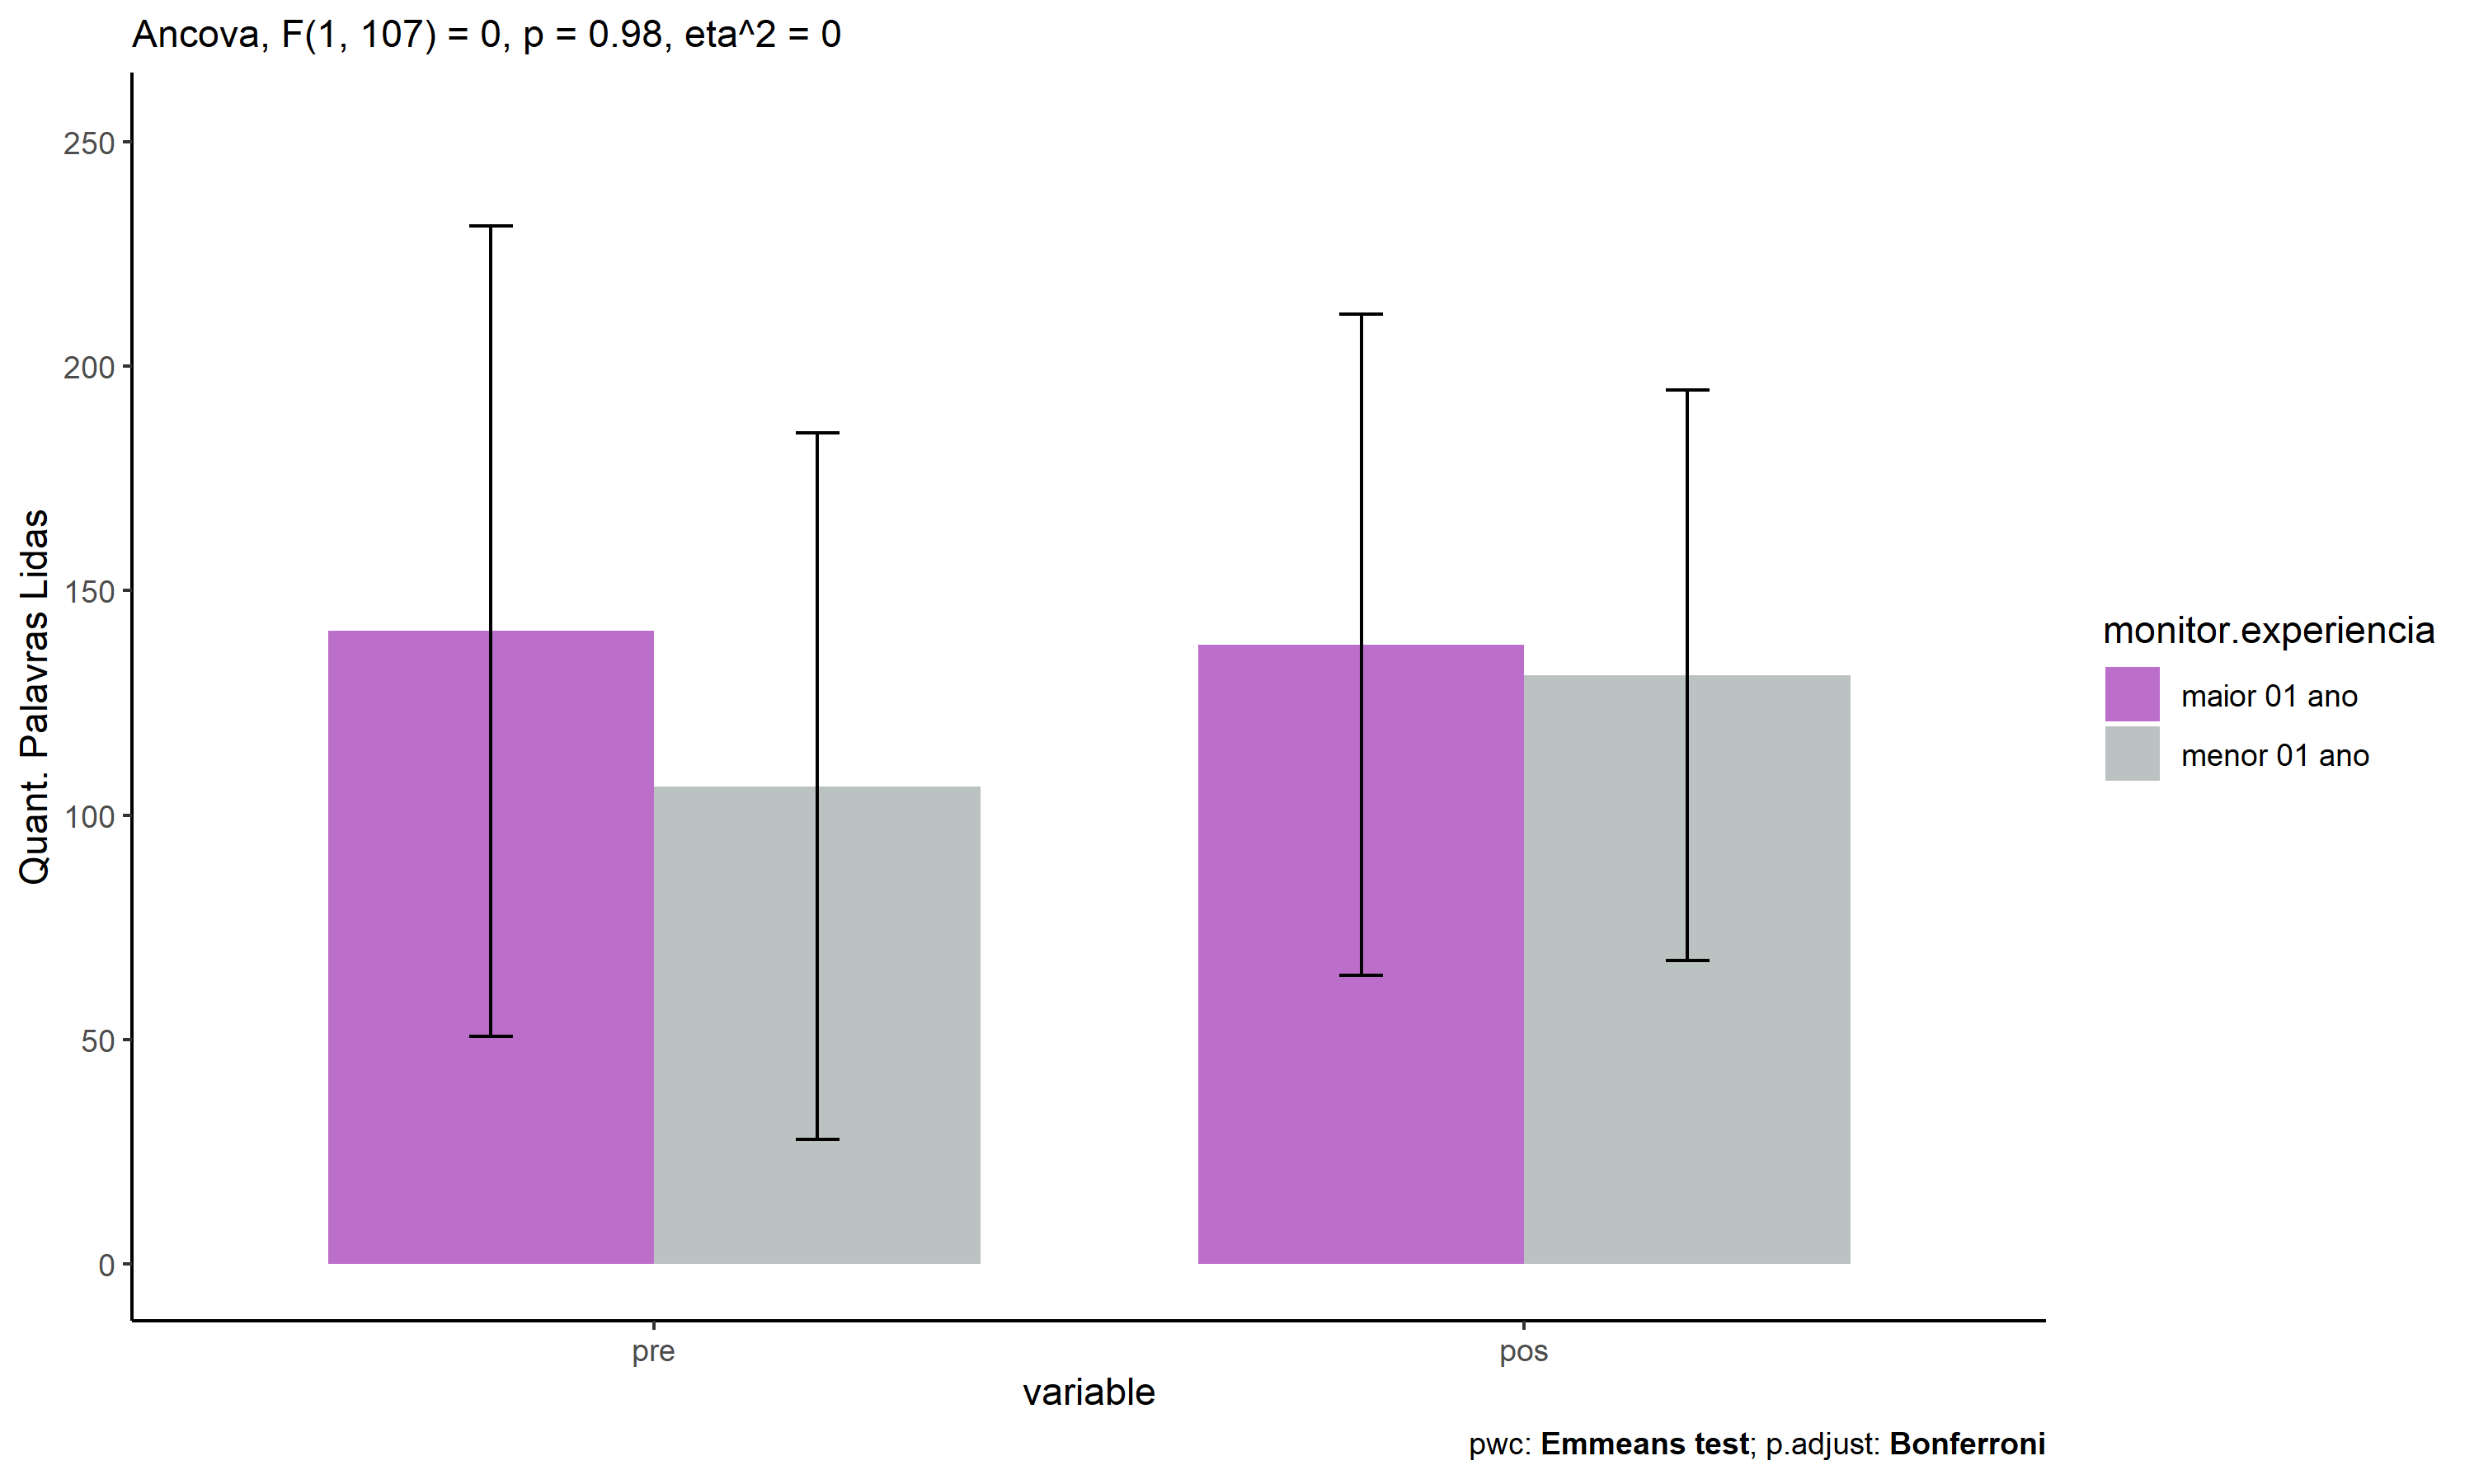 Ancova, F(1, 107) = 0, p = 0.98, eta^2 = 0
Quant. Palavras Lidas
250
200
150
100
50
0
pre
pos
variable
monitor.experiencia
maior 01 ano
menor 01 ano
pwc: Emmeans test; p.adjust: Bonferroni